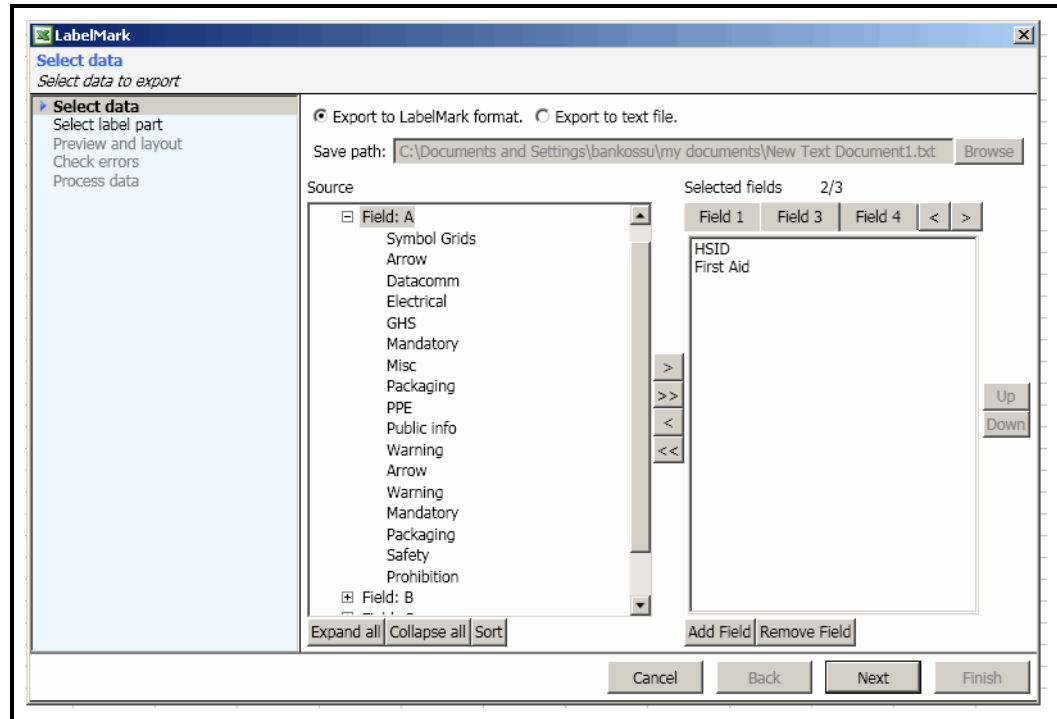 LabelMark
Select data
Select data to export
Select data
Select label part
Preview and layout
Check errors
Process data
Export to LabelMark format. Export to text file.
Save path: C:\Documents and Settings\bankossu\my documents\New Text Document1.txt Browse
Source
Field: A
Symbol Grids
Arrow
Datacomm
Electrical
GHS
Mandatory
Misc
Packaging
PPE
Public info
Warning
Arrow
Warning
Mandatory
Packaging
Safety
Prohibition
Field: B
Expand all Collapse all Sort
>
>>
<
<<
Selected fields 2/3
Field 1 Field 3 Field 4 < >
HSID
First Aid
Up
Down
Add Field Remove Field
Cancel Back Next Finish